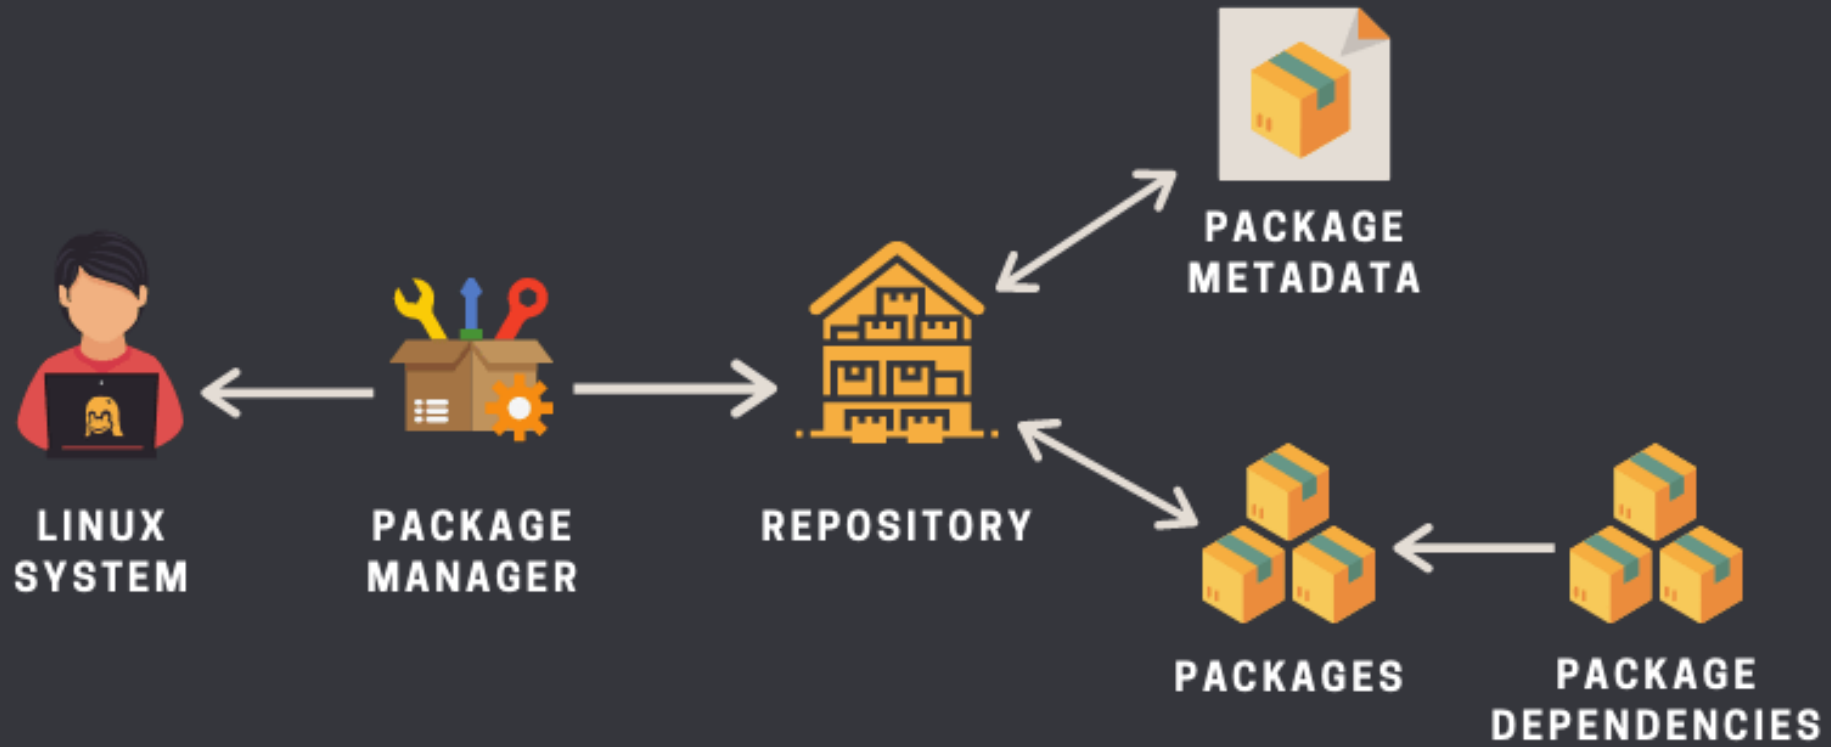 PACKAGE
METADATA
LINUX
SYSTEM
PACKAGE
MANAGER
REPOSITORY
PACKAGES
PACKAGE
DEPENDENCIES